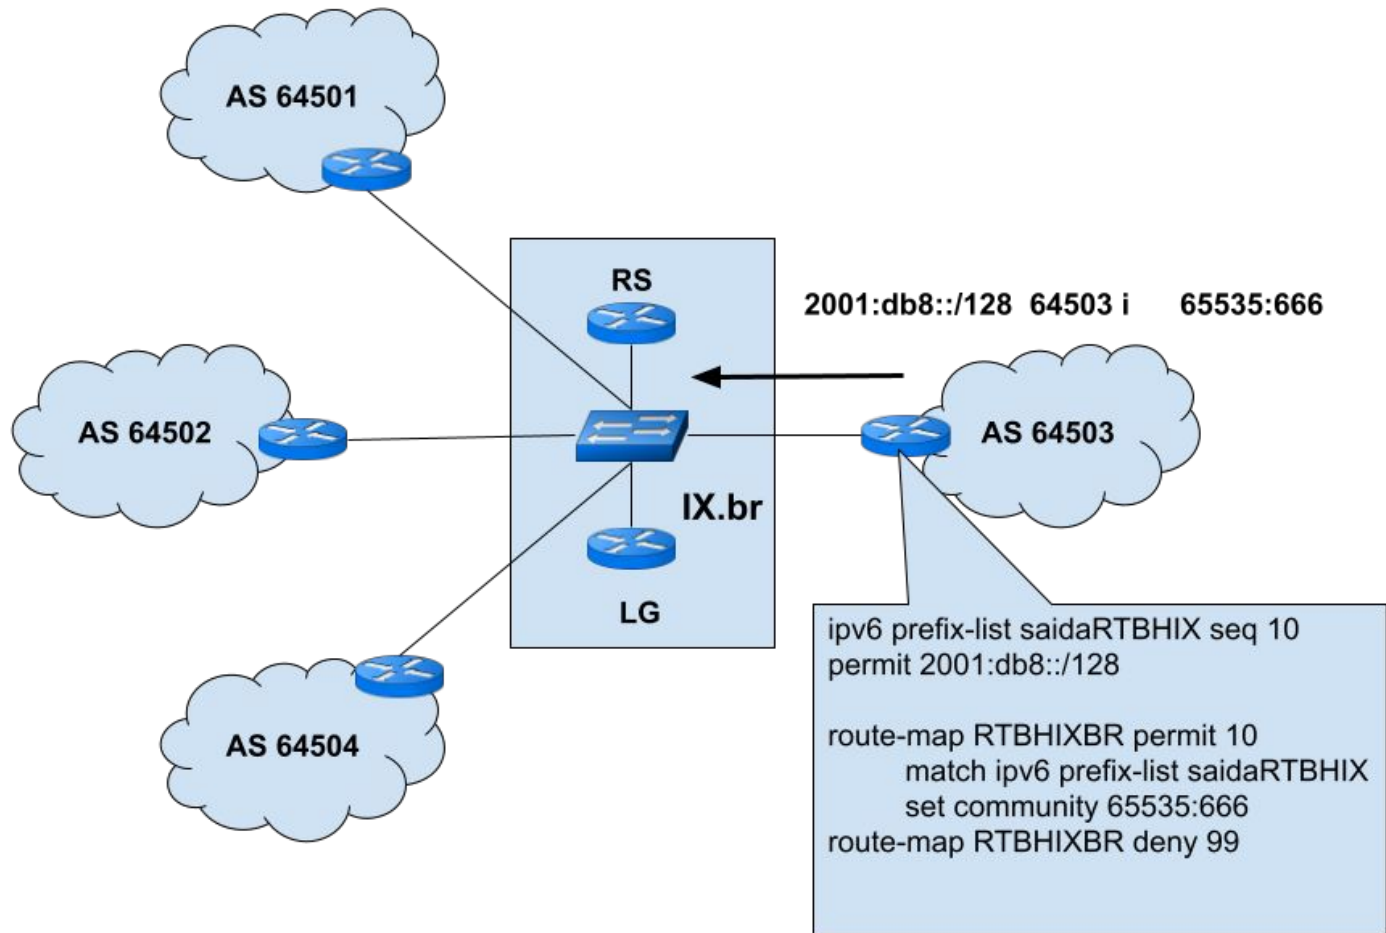 AS 64501
RS
2001:db8::/128  64503 i  65535:666
AS 64502
AS 64503
IX.br
LG
AS 64504
ipv6 prefix-list saidaRTBHIX seq 10
permit 2001:db8::/128
route-map RTBHIXBR permit 10
match ipv6 prefix-list saidaRTBHIX
set community 65535:666
route-map RTBHIXBR deny 99